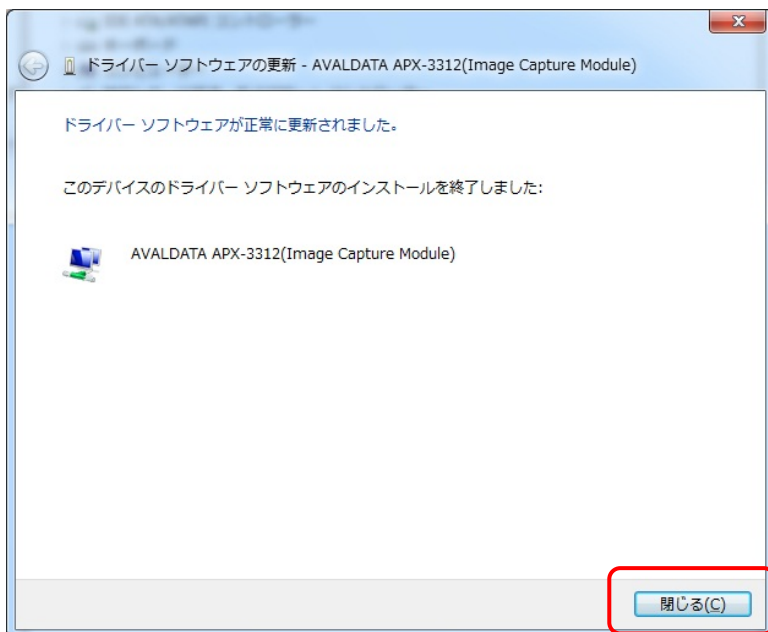 ドライバー ソフトウェアの更新 - AVALDATA APX-3312(Image Capture Module)
ドライバー ソフトウェアが正常に更新されました。
このデバイスのドライバー ソフトウェアのインストールを終了しました:
AVALDATA APX-3312(Image Capture Module)
閉じる(C)